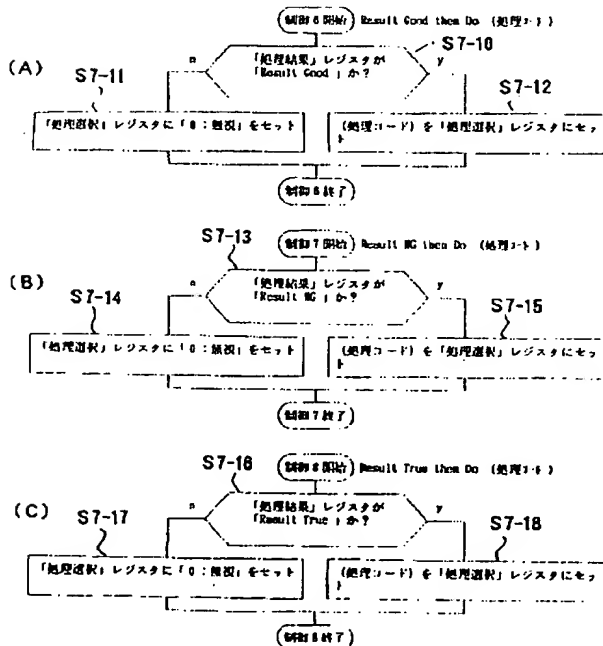 制御6開始 Result Good then Do (処理コード)
S7-10
(A)
「処理結果」レジスタが
「Result Good」か?
n
y
S7-11
S7-12
「処理選択」レジスタに「0:無視」をセット
(処理コード)を「処理選択」レジスタにセッ
ト
制御6終了
S7-13
制御7開始 Result NG then Do (処理コード)
(B)
「処理結果」レジスタが
「Result NG」か?
n
y
S7-14
S7-15
「処理選択」レジスタに「0:無視」をセット
(処理コード)を「処理選択」レジスタにセッ
ト
制御7終了
S7-16
制御8開始 Result True then Do (処理コード)
(C)
「処理結果」レジスタが
「Result True」か?
n
y
S7-17
S7-18
「処理選択」レジスタに「0:無視」をセット
(処理コード)を「処理選択」レジスタにセッ
ト
制御8終了